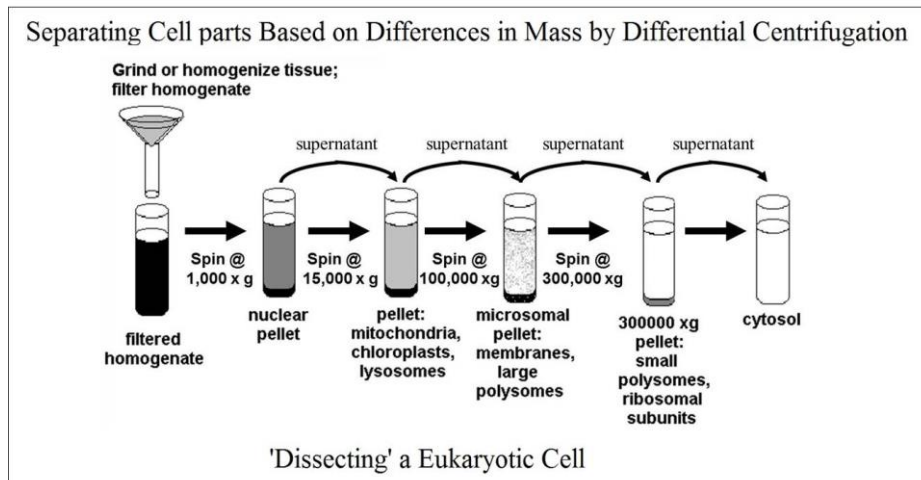 Separating Cell parts Based on Differences in Mass by Differential Centrifugation
Grind or homogenize tissue;
filter homogenate
supernatant
supernatant
supernatant
supernatant
Spin @
1,000 x g
Spin @
15,000 x g
Spin @
100,000 xg
Spin @
300,000 xg
filtered
homogenate
nuclear
pellet
pellet:
mitochondria,
chloroplasts,
lysosomes
microsomal
pellet:
membranes,
large
polysomes
300000 xg
pellet:
small
polysomes,
ribosomal
subunits
cytosol
'Dissecting' a Eukaryotic Cell